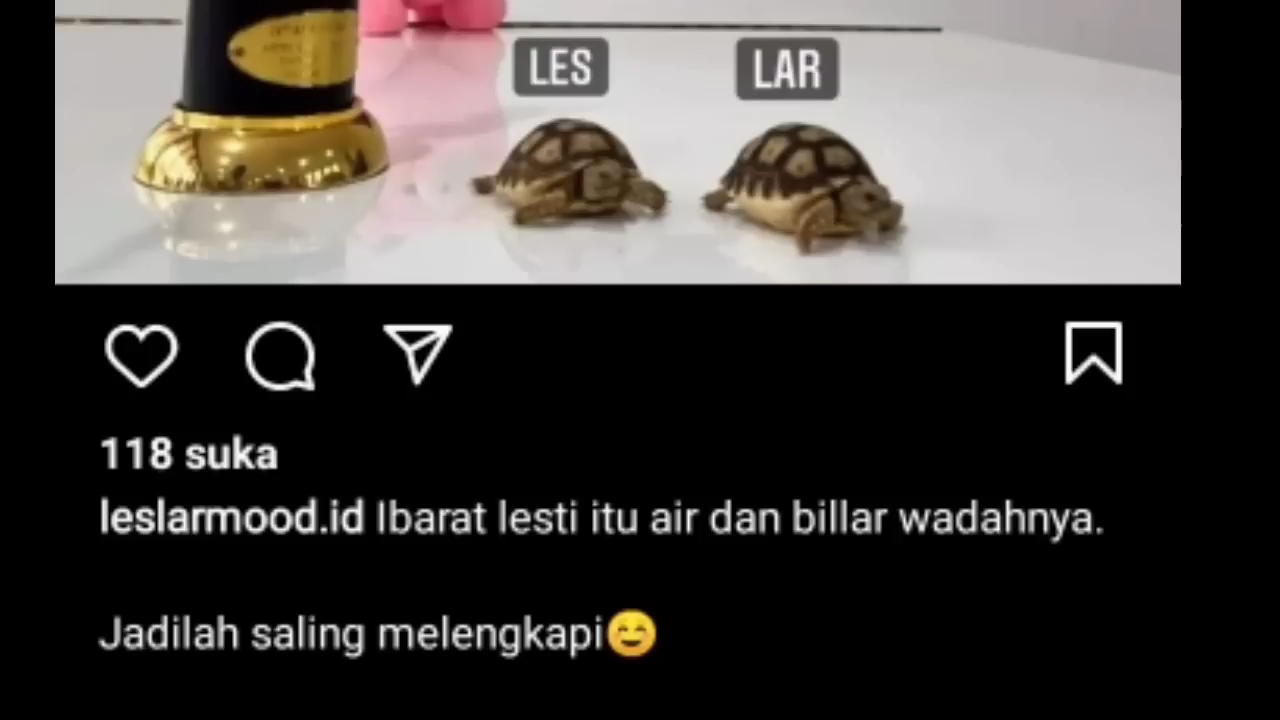 LES LAR
118 suka
leslarmood.id Ibarat lesti itu air dan billar wadahnya.
Jadilah saling melengkapi😊